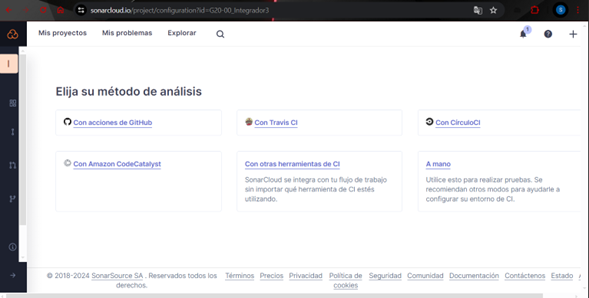 sonarcloud.io/project/configuration?id=G20-00_Integrador3
S
Mis proyectos Mis problemas Explorar
1
Elija su método de análisis
Con acciones de GitHub
Con Travis CI
Con CírculoCI
Con Amazon CodeCatalyst
Con otras herramientas de CI
SonarCloud se integra con tu flujo de trabajo
sin importar qué herramienta de CI estés
utilizando.
A mano
Utilice esto para realizar pruebas. Se
recomiendan otros modos para ayudarle a
configurar su entorno de CI.
© 2018-2024 SonarSource SA . Reservados todos los
derechos.
Términos Precios Privacidad Política de
cookies
Seguridad Comunidad Documentación Contáctenos Estado A